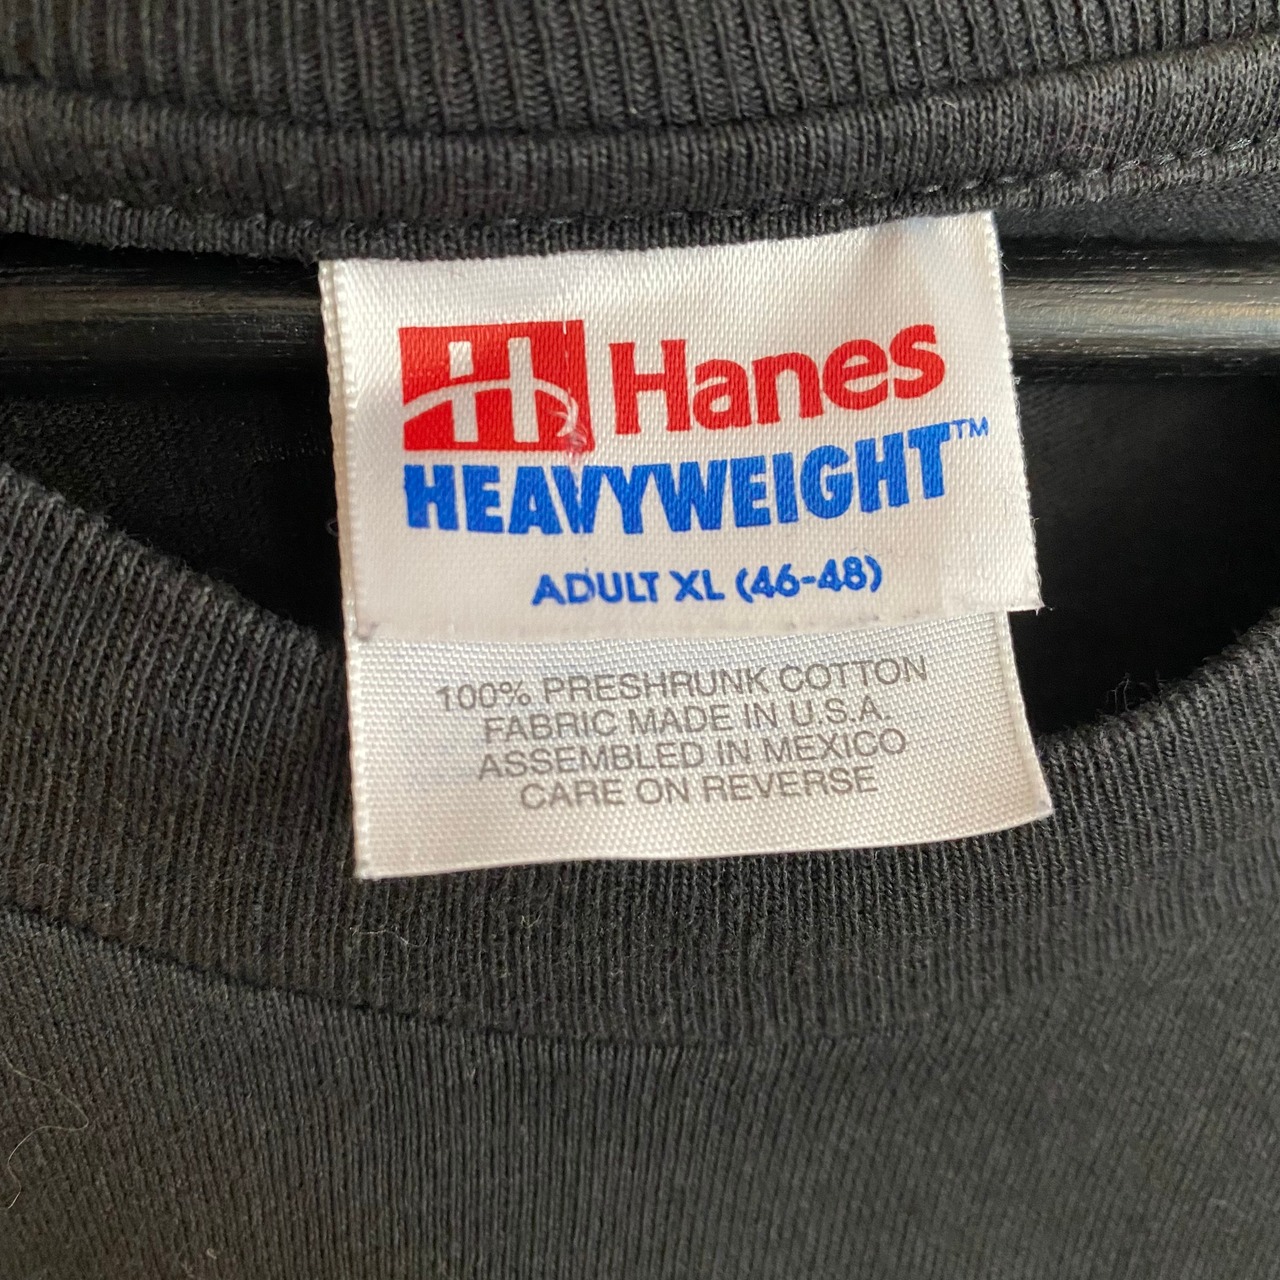 H Hanes
HEAVYWEIGHT™
ADULT XL (46-48)
100% PRESHRUNK COTTON
FABRIC MADE IN U.S.A.
ASSEMBLED IN MEXICO
CARE ON REVERSE